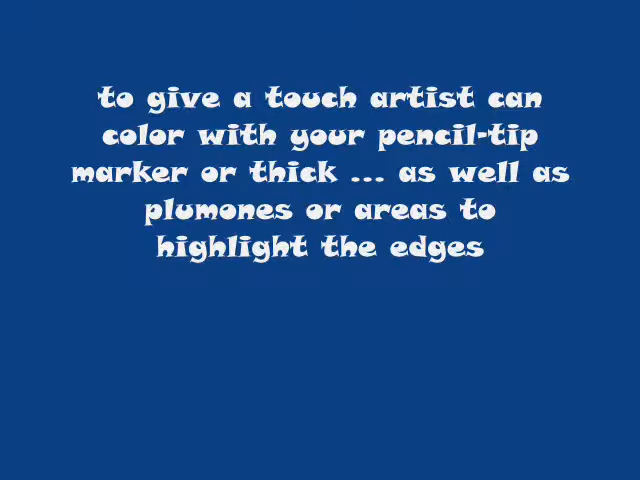 to give a touch artist can
color with your pencil-tip
marker or thick ... as well as
plumones or areas to
highlight the edges